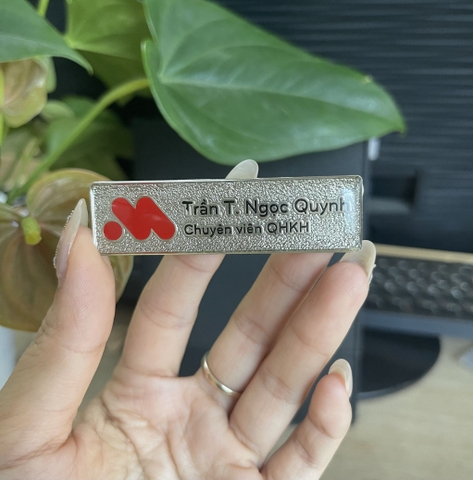 Trần T. Ngọc Quỳnh
Chuyên viên QHKH